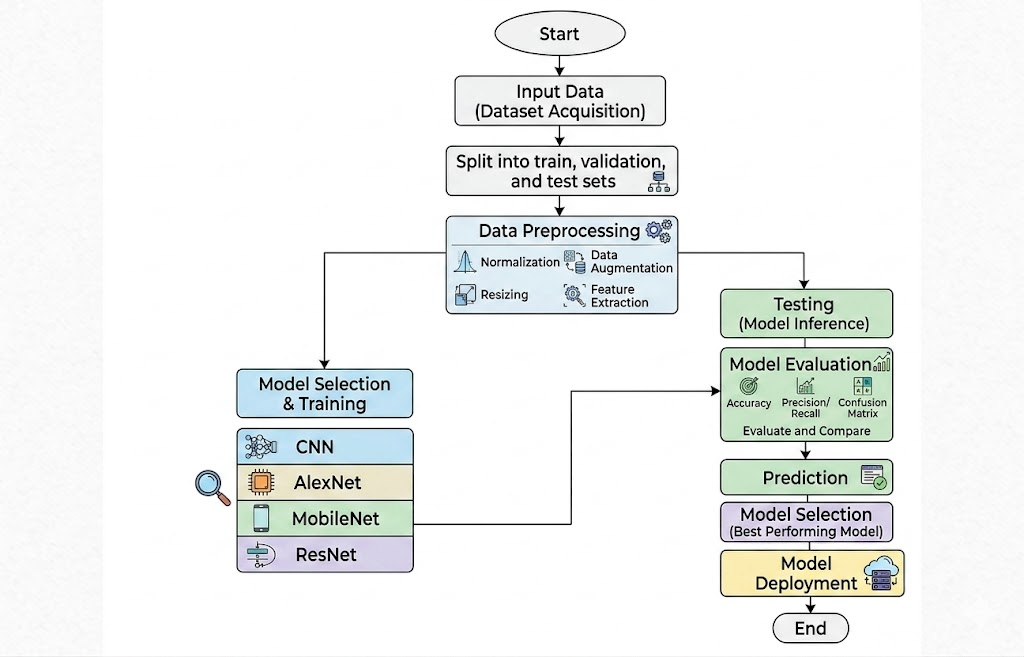 Start
Input Data
(Dataset Acquisition)
Split into train, validation,
and test sets
Data Preprocessing
Normalization
Data
Augmentation
Resizing
Feature
Extraction
Model Selection
& Training
CNN
AlexNet
MobileNet
ResNet
Testing
(Model Inference)
Model Evaluation
Accuracy
Precision/
Recall
Confusion
Matrix
Evaluate and Compare
Prediction
Model Selection
(Best Performing Model)
Model
Deployment
End